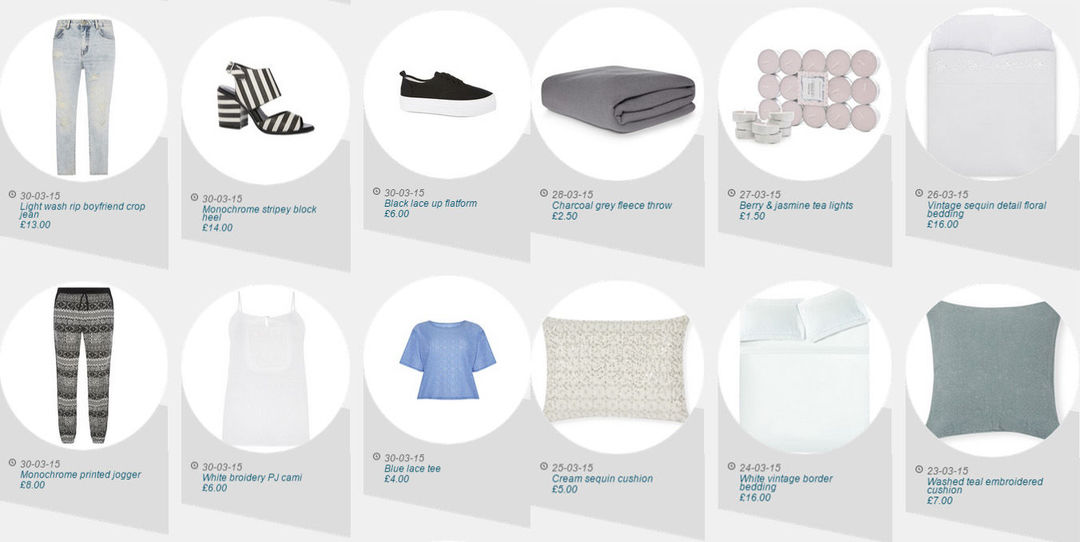 30-03-15
Light wash rip boyfriend crop
jean
£13.00
30-03-15
Monochrome stripey block
heel
£14.00
30-03-15
Black lace up flatform
£6.00
28-03-15
Charcoal grey fleece throw
£2.50
27-03-15
Berry & jasmine tea lights
£1.50
26-03-15
Vintage sequin detail floral
bedding
£16.00
30-03-15
Monochrome printed jogger
£8.00
30-03-15
White broidery PJ cami
£6.00
30-03-15
Blue lace tee
£4.00
25-03-15
Cream sequin cushion
£5.00
24-03-15
White vintage border
bedding
£16.00
23-03-15
Washed teal embroidered
cushion
£7.00